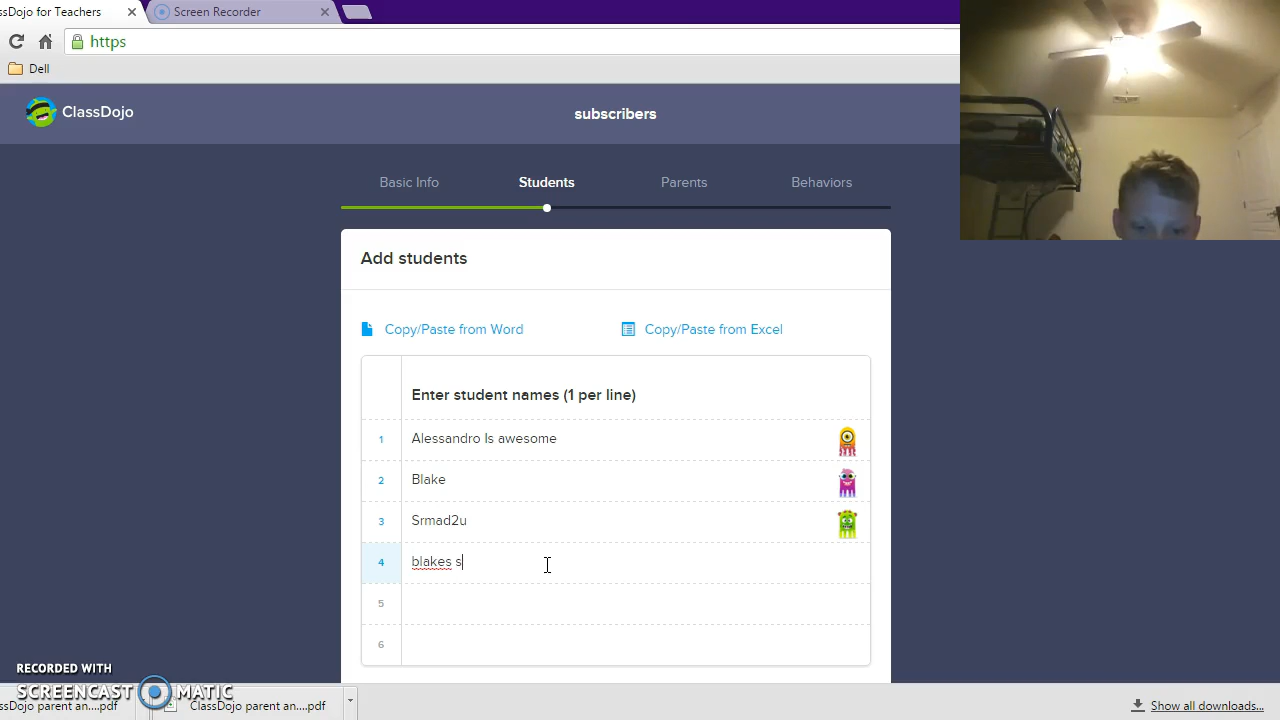 ssDojo for Teachers
Screen Recorder
https
Dell
ClassDojo
subscribers
Basic Info
Students
Parents
Behaviors
Add students
Copy/Paste from Word
Copy/Paste from Excel
Enter student names (1 per line)
1 Alessandro Is awesome
2 Blake
3 Srmad2u
4 blakes s
5
6
RECORDED WITH
SCREENCAST MATIC
ssDojo parent an....pdf
ClassDojo parent an....pdf
Show all downloads...